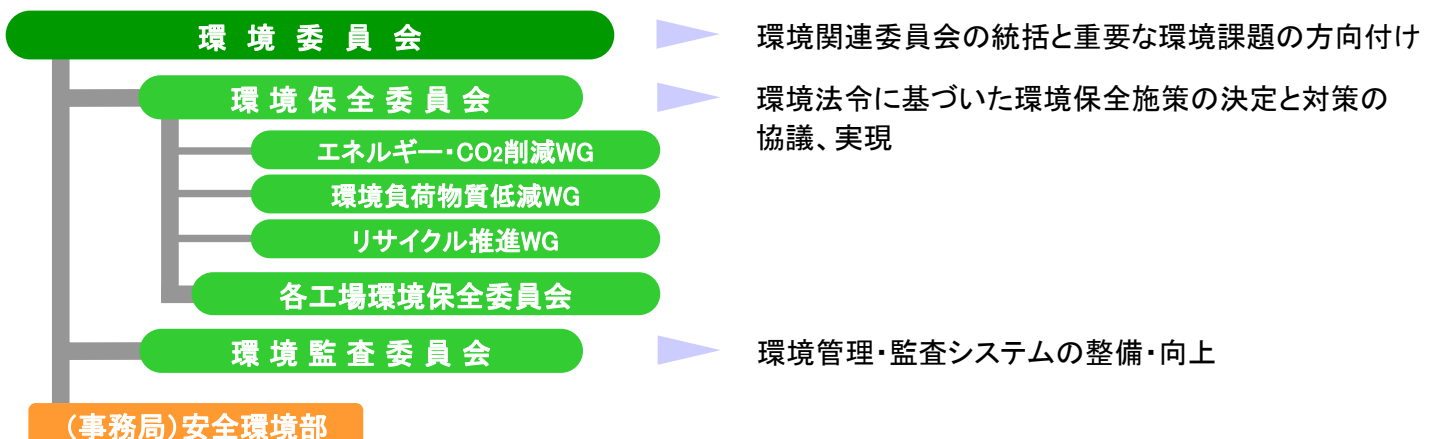 環境委員会
環境関連委員会の統括と重要な環境課題の方向付け
環境保全委員会
環境法令に基づいた環境保全施策の決定と対策の
協議、実現
エネルギー・CO₂削減WG
環境負荷物質低減WG
リサイクル推進WG
各工場環境保全委員会
環境監査委員会
環境管理・監査システムの整備・向上
(事務局)安全環境部